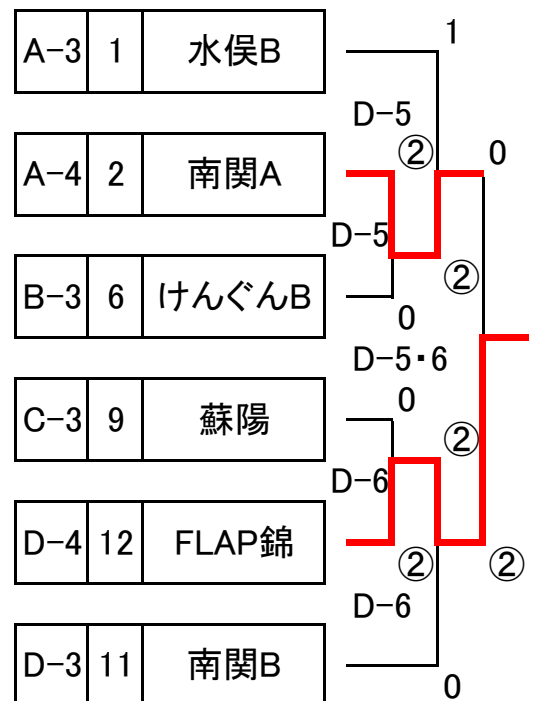 1
A-3 1 水俣B
D-5
② 0
A-4 2 南関A
D-5
②
B-3 6 けんぐんB
0
D-5・6
0
C-3 9 蘇陽
②
D-6
D-4 12 FLAP錦
② ②
D-6
D-3 11 南関B
0